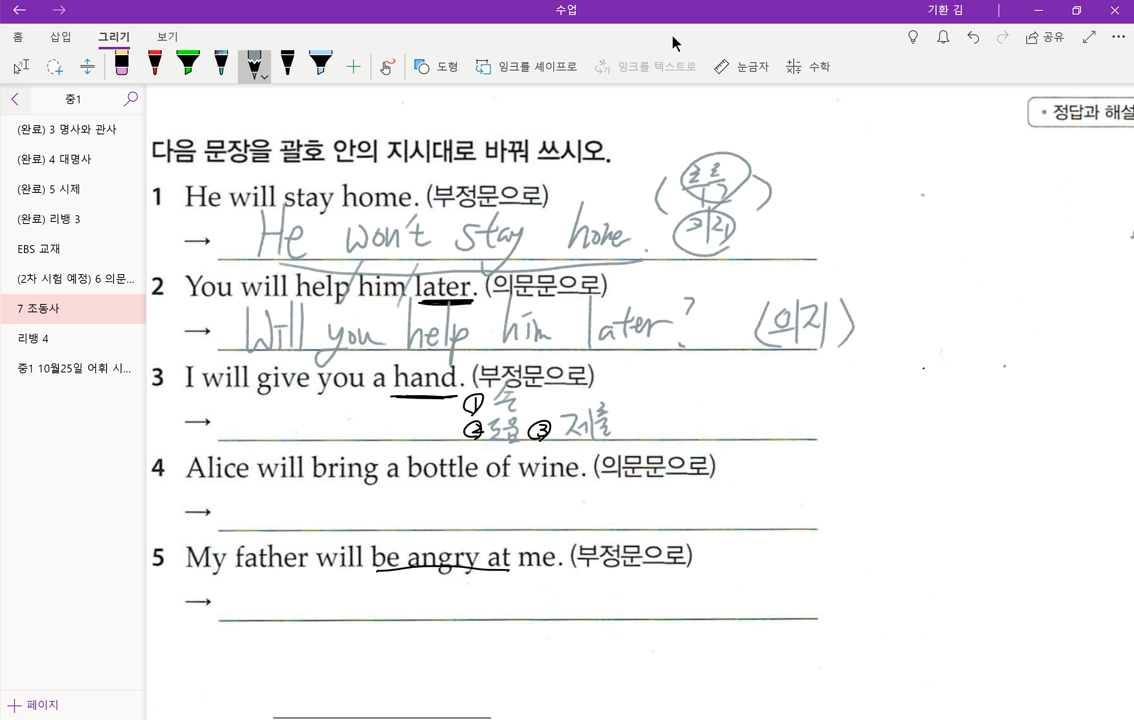 수업
기환 김
홈 삽입 그리기 보기
공유
도형 잉크를 셰이프로 잉크를 텍스트로 눈금자 수학
중1
(완료) 3 명사와 관사
(완료) 4 대명사
(완료) 5 시제
(완료) 리뱅 3
EBS 교재
(2차 시험 예정) 6 의문...
7 조동사
리뱅 4
중1 10월25일 어휘 시...
페이지
• 정답과 해설
다음 문장을 괄호 안의 지시대로 바꿔 쓰시오.
1 He will stay home. (부정문으로)
→ He won't stay home.
2 You will help him later. (의문문으로)
→ Will you help him later? (의지)
3 I will give you a hand. (부정문으로)
① 손
→ ② 도움 ③
4 Alice will bring a bottle of wine. (의문문으로)
→
5 My father will be angry at me. (부정문으로)
→